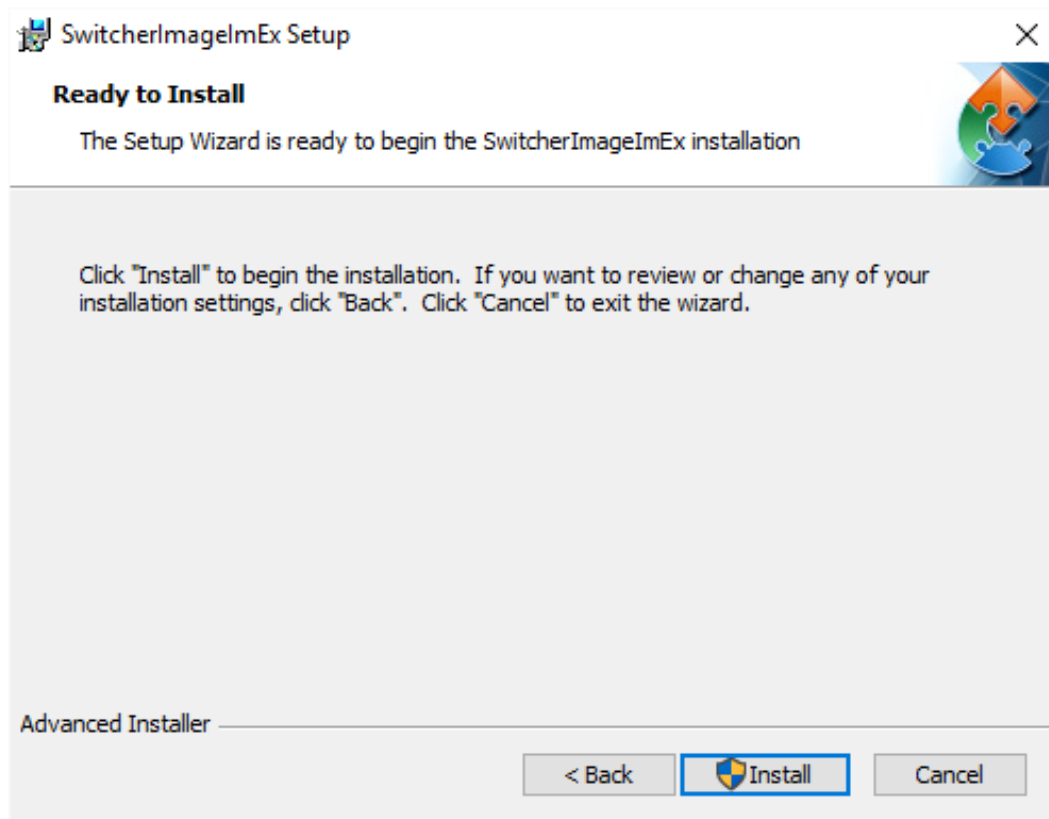 SwitcherImageImEx Setup
Ready to Install
The Setup Wizard is ready to begin the SwitcherImageImEx installation
Click "Install" to begin the installation.  If you want to review or change any of your
installation settings, click "Back".  Click "Cancel" to exit the wizard.
Advanced Installer
< Back
Install
Cancel